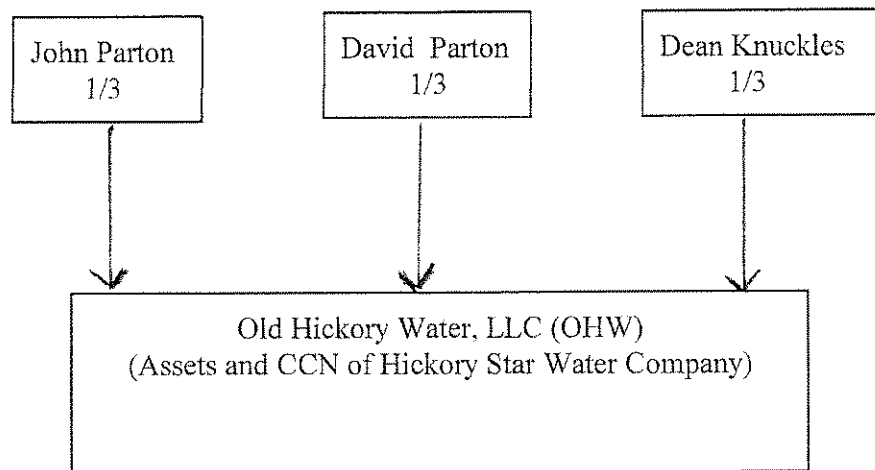 John Parton
1/3
David Parton
1/3
Dean Knuckles
1/3
Old Hickory Water, LLC (OHW)
(Assets and CCN of Hickory Star Water Company)